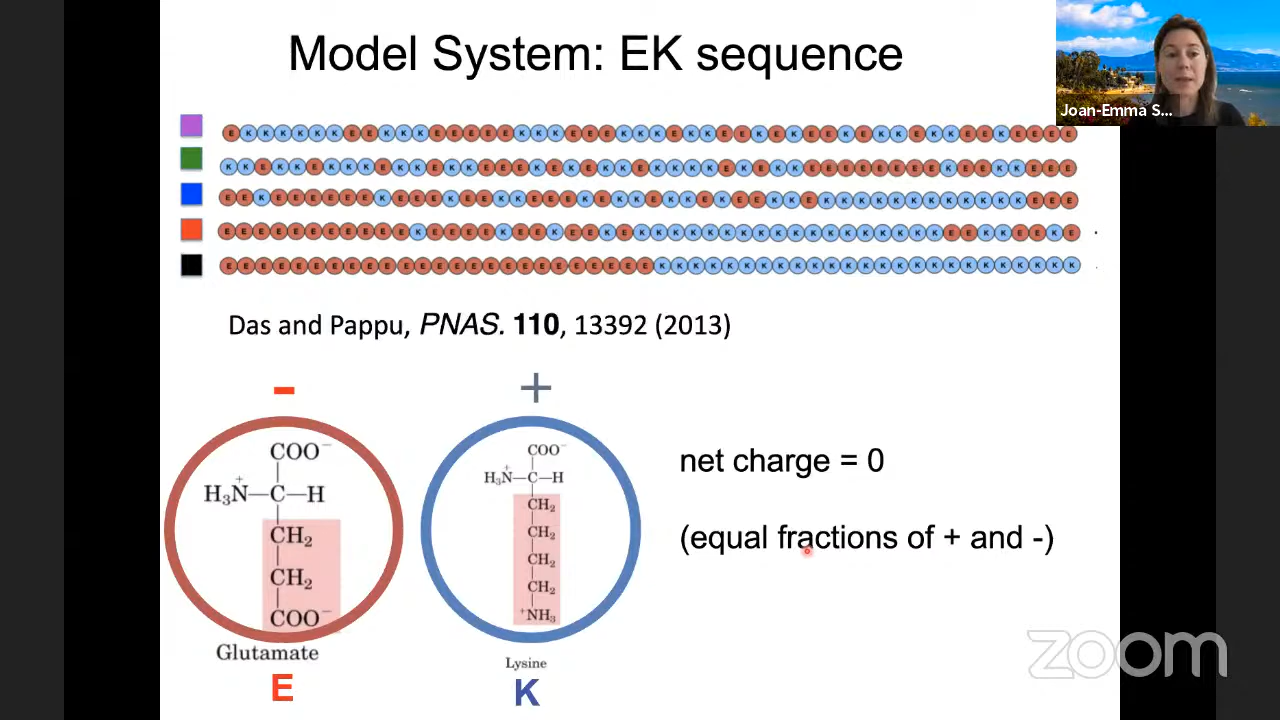 Model System: EK sequence
Joan-Emma S...
E K K K K K K E E K K K E E E E E K K K E E E K K K E K K E E K E K E E K E K K E K K E E K E E E E
K K E K K E K K K E K K E K K E E E K E K E K K E K K K K E K E K K E E E E E E E E K E E K K E E E
E E K E E E E E E K E E E K E E K K E E E K E K K E K K E K E E K K E K K K K K K K K K K K K E E E
E E E E E E E E E E E K E E E E K E E K E E K E K K K K K K K K K K K K K K K K K K E E K K E E K E
E E E E E E E E E E E E E E E E E E E E E E E E E K K K K K K K K K K K K K K K K K K K K K K K K K
Das and Pappu, PNAS. 110, 13392 (2013)
-
+
COO⁻
H₃N⁺—C—H
CH₂
CH₂
COO⁻
Glutamate
E
COO⁻
H₃N⁺—C—H
CH₂
CH₂
CH₂
CH₂
⁺NH₃
Lysine
K
net charge = 0
(equal fractions of + and -)
zoom